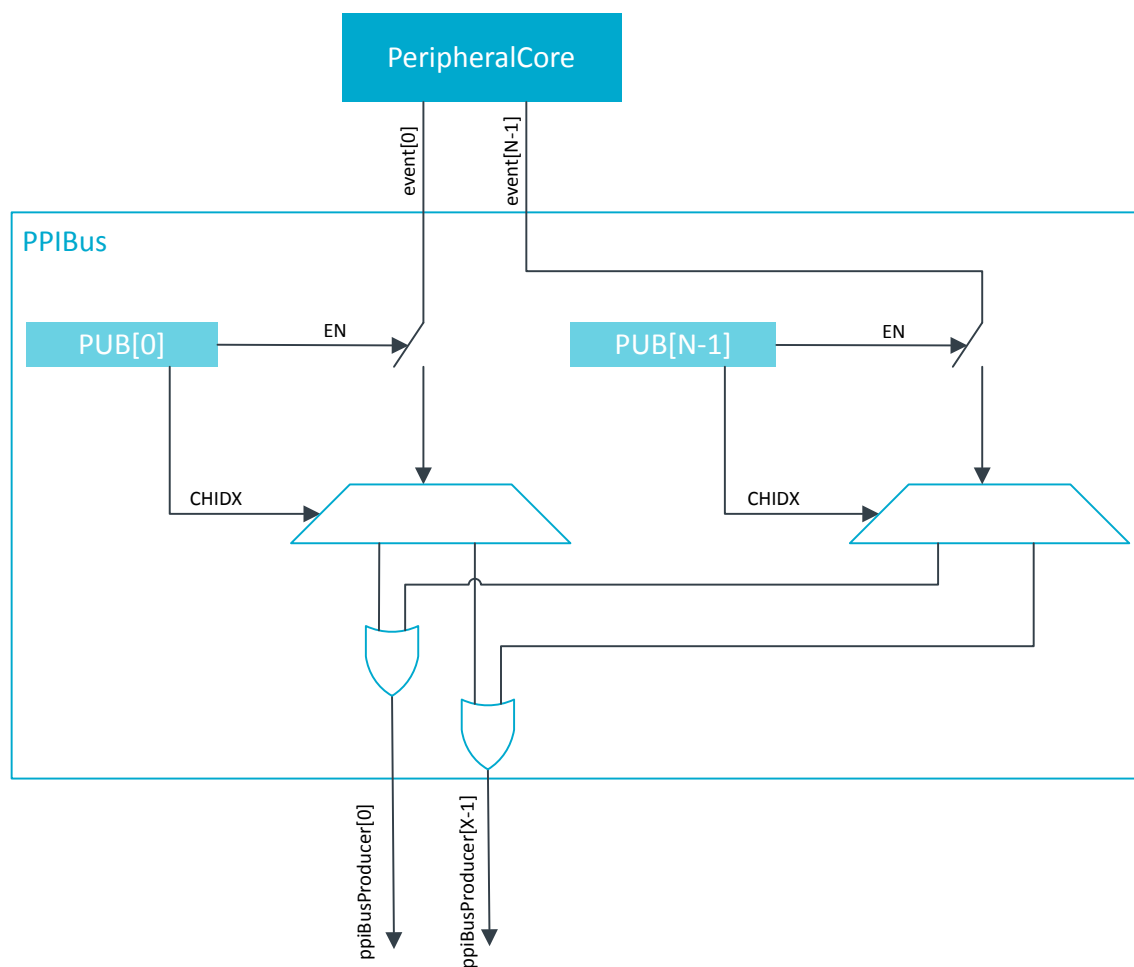 PeripheralCore
event[0]
event[N-1]
PPIBus
PUB[0]
EN
PUB[N-1]
EN
CHIDX
CHIDX
ppiBusProducer[0]
ppiBusProducer[X-1]